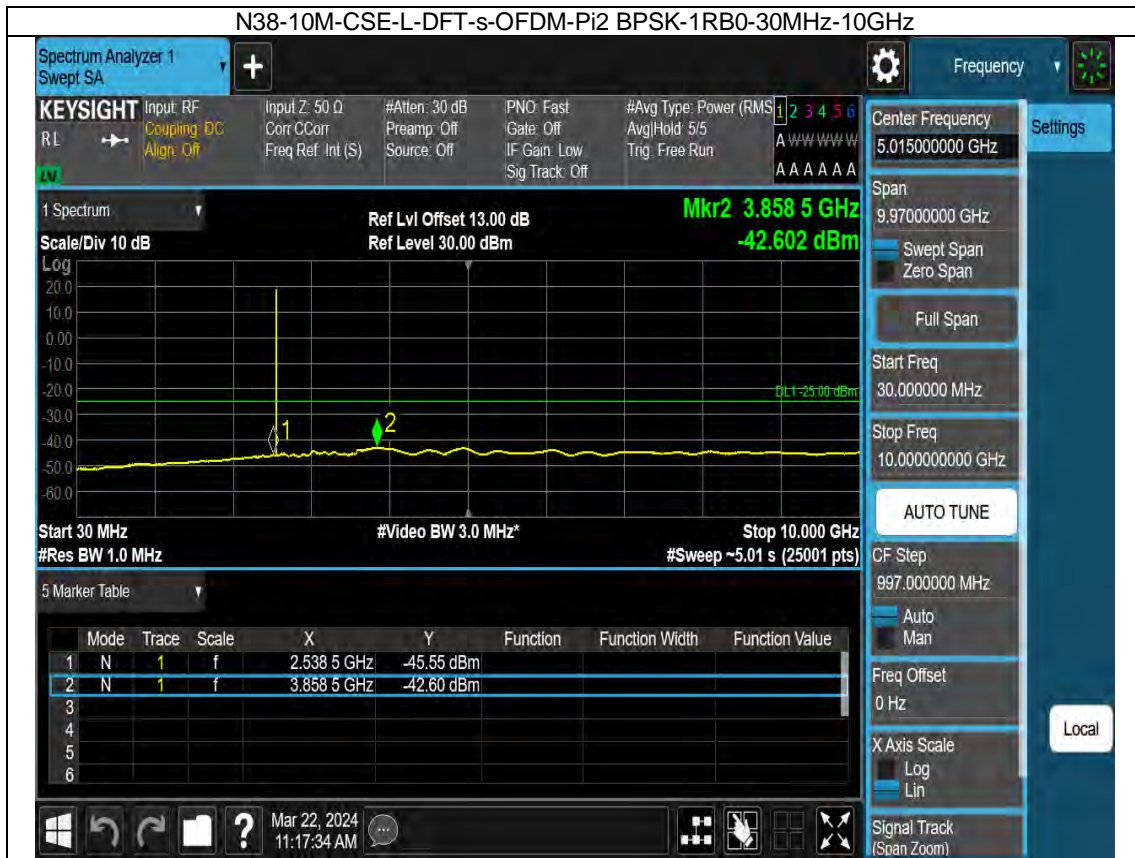 N38-10M-CSE-L-DFT-s-OFDM-Pi2 BPSK-1RB0-30MHz-10GHz
Spectrum Analyzer 1
Swept SA
+
Frequency
KEYSIGHT
RL
LW
Input: RF
Coupling: DC
Align: Off
Input Z: 50 Ω
Corr CCorr
Freq Ref: Int (S)
#Atten: 30 dB
Preamp: Off
Source: Off
PNO: Fast
Gate: Off
IF Gain: Low
Sig Track: Off
#Avg Type: Power (RMS
Avg|Hold: 5/5
Trig: Free Run
1 2 3 4 5 6
A W W W W W
A A A A A A
Center Frequency
5.015000000 GHz
Settings
Span
9.97000000 GHz
Swept Span
Zero Span
Full Span
Start Freq
30.000000 MHz
Stop Freq
10.000000000 GHz
AUTO TUNE
CF Step
997.000000 MHz
Auto
Man
Freq Offset
0 Hz
X Axis Scale
Log
Lin
Local
Signal Track
(Span Zoom)
1 Spectrum
Scale/Div 10 dB
Ref Lvl Offset 13.00 dB
Ref Level 30.00 dBm
Mkr2 3.858 5 GHz
-42.602 dBm
Log
20.0
10.0
0.00
-10.0
-20.0
-30.0
-40.0
-50.0
-60.0
DL1 -25.00 dBm
1
2
Start 30 MHz
#Video BW 3.0 MHz*
Stop 10.000 GHz
#Res BW 1.0 MHz
#Sweep ~5.01 s (25001 pts)
5 Marker Table
Mode Trace Scale X Y Function Function Width Function Value
1 N 1 f 2.538 5 GHz -45.55 dBm
2 N 1 f 3.858 5 GHz -42.60 dBm
3
4
5
6
?
Mar 22, 2024
11:17:34 AM